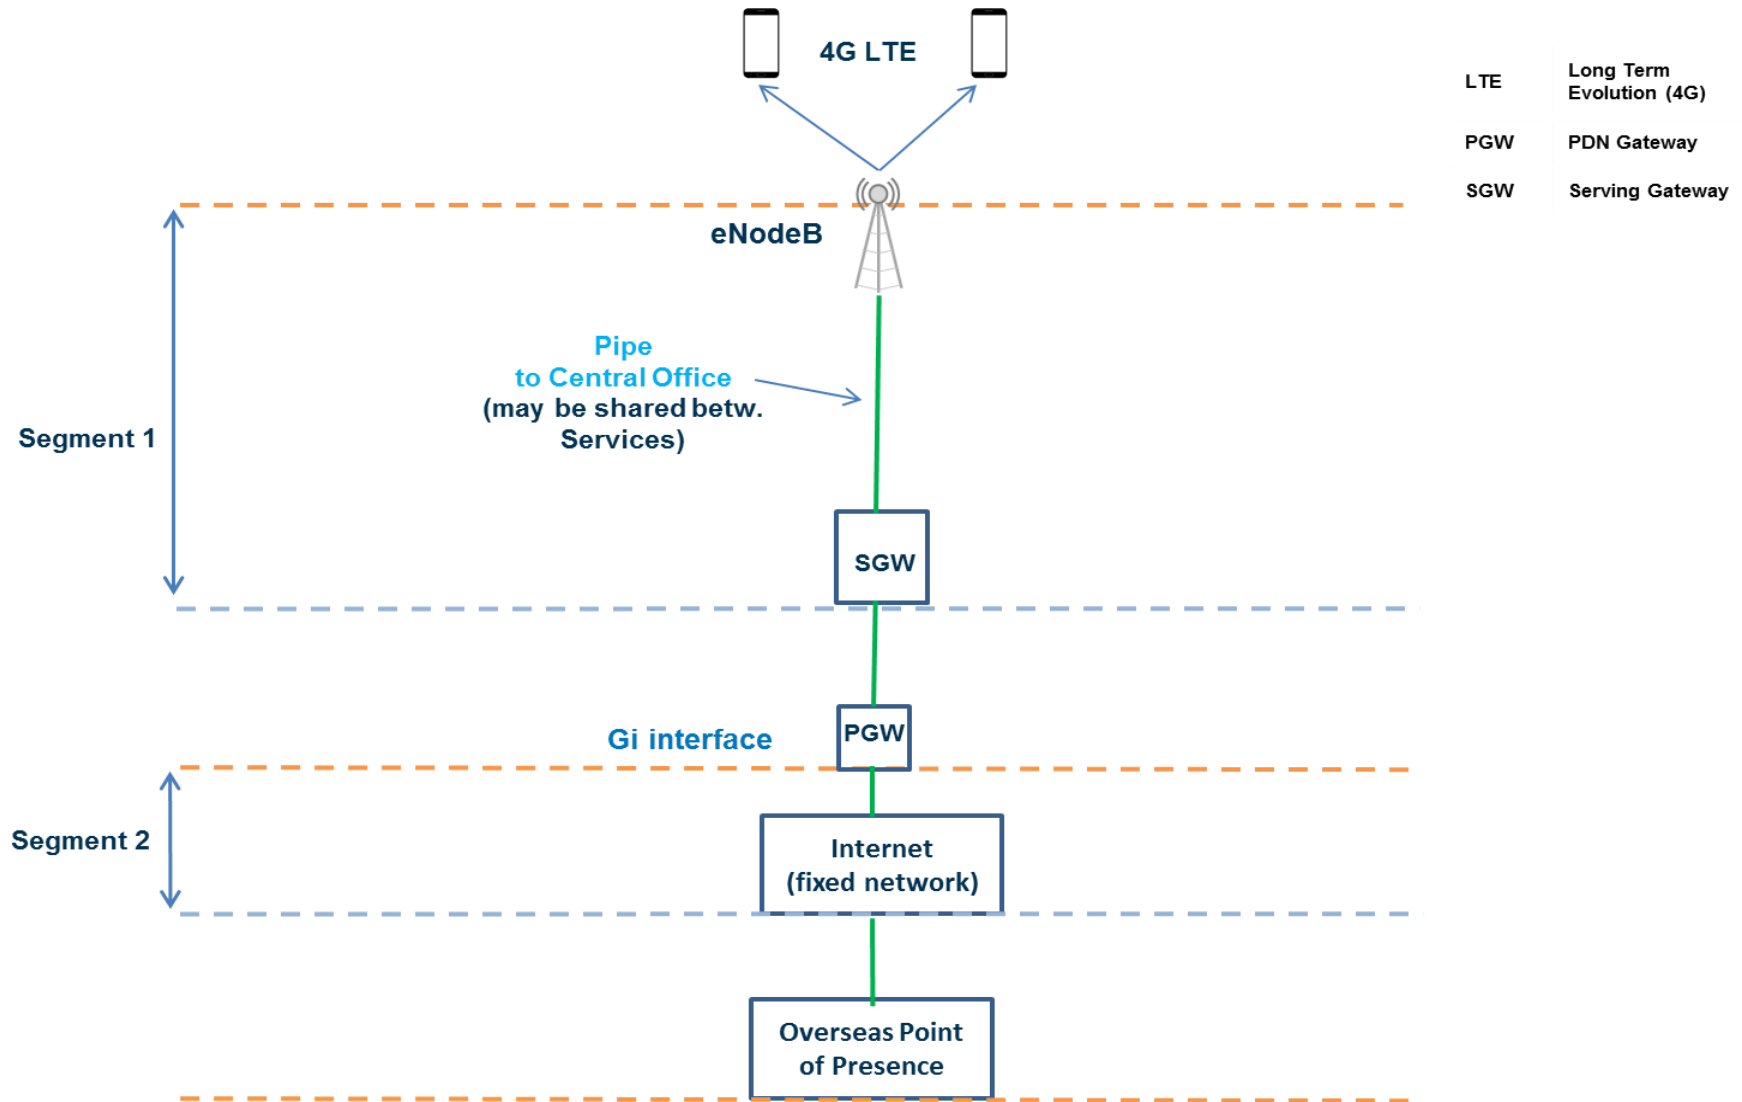 4G LTE
LTE Long Term
Evolution (4G)
PGW PDN Gateway
SGW Serving Gateway
eNodeB
Pipe
to Central Office
(may be shared betw.
Services)
Segment 1
SGW
PGW
Gi interface
Segment 2
Internet
(fixed network)
Overseas Point
of Presence